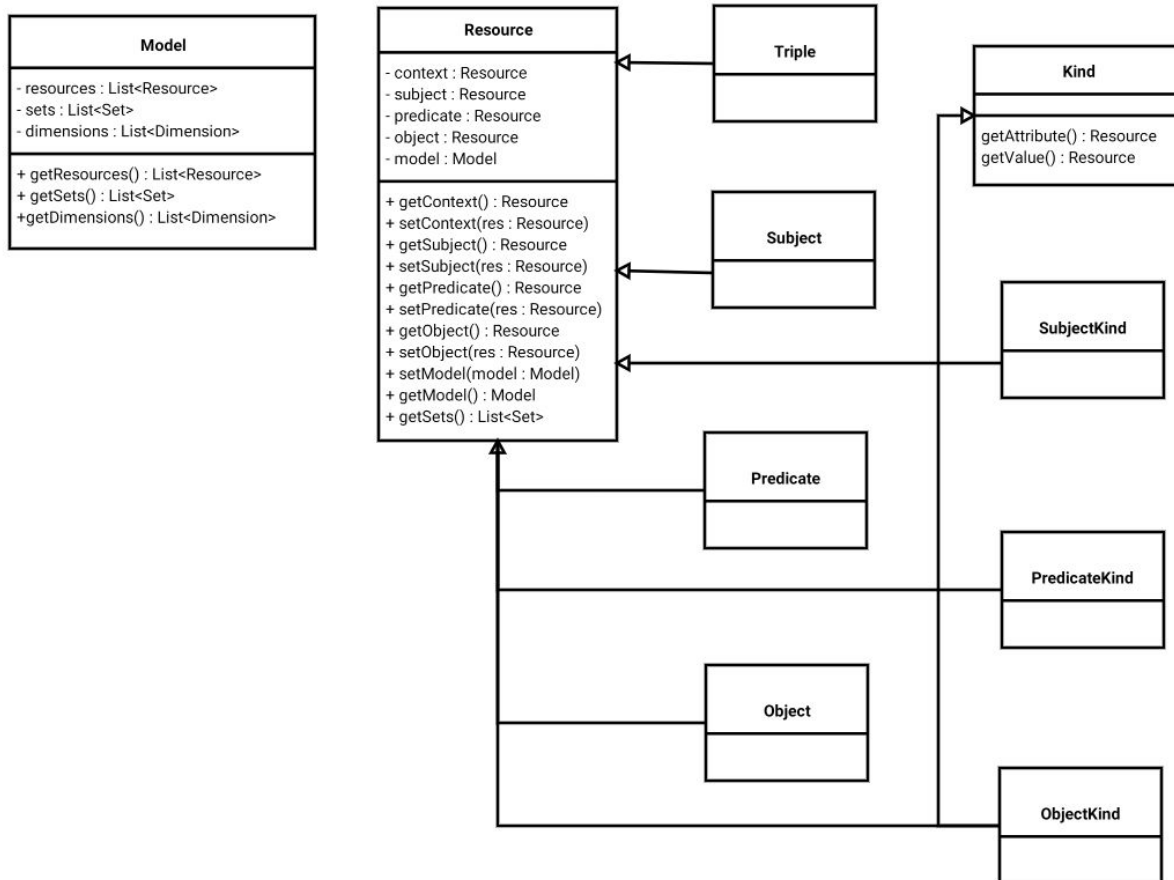 Model
- resources : List<Resource>
- sets : List<Set>
- dimensions : List<Dimension>
+ getResources() : List<Resource>
+ getSets() : List<Set>
+getDimensions() : List<Dimension>
Resource
- context : Resource
- subject : Resource
- predicate : Resource
- object : Resource
- model : Model
+ getContext() : Resource
+ setContext(res : Resource)
+ getSubject() : Resource
+ setSubject(res : Resource)
+ getPredicate() : Resource
+ setPredicate(res : Resource)
+ getObject() : Resource
+ setObject(res : Resource)
+ setModel(model : Model)
+ getModel() : Model
+ getSets() : List<Set>
Triple
Subject
Predicate
Object
Kind
getAttribute() : Resource
getValue() : Resource
SubjectKind
PredicateKind
ObjectKind